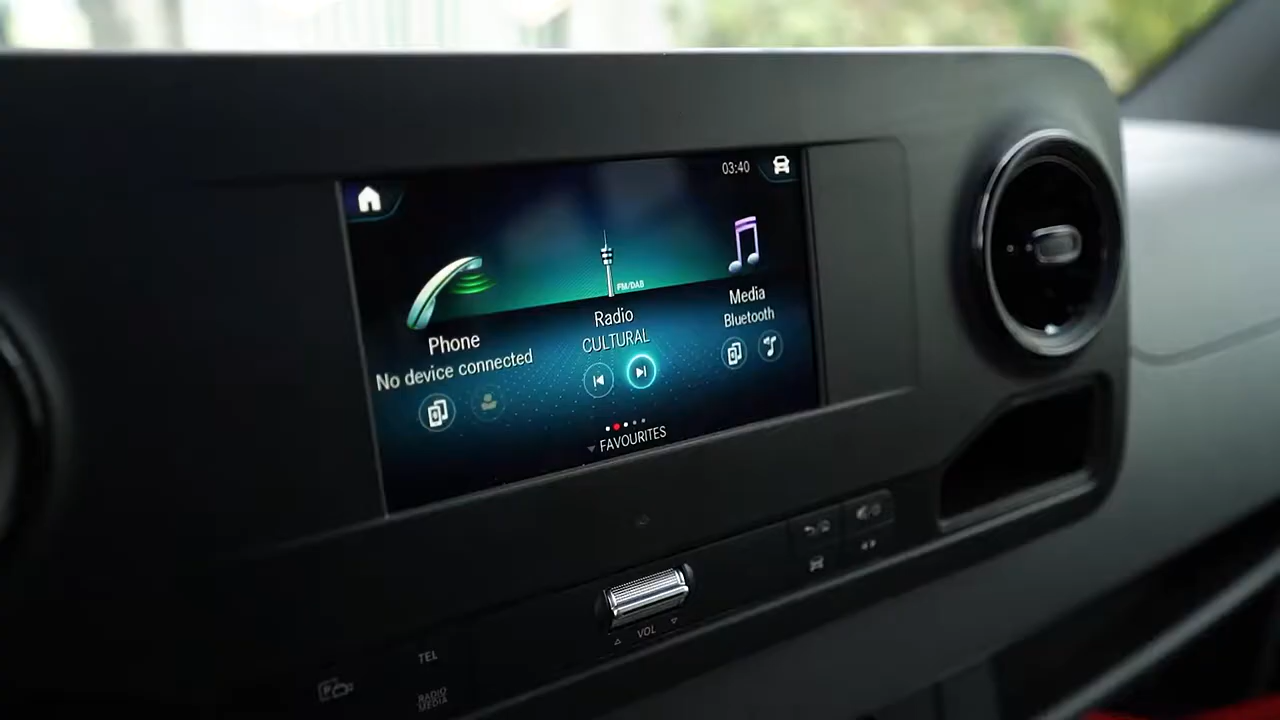 03:40
FM/DAB
Phone
No device connected
Radio
CULTURAL
Media
Bluetooth
FAVOURITES
VOL
TEL
RADIO
MEDIA